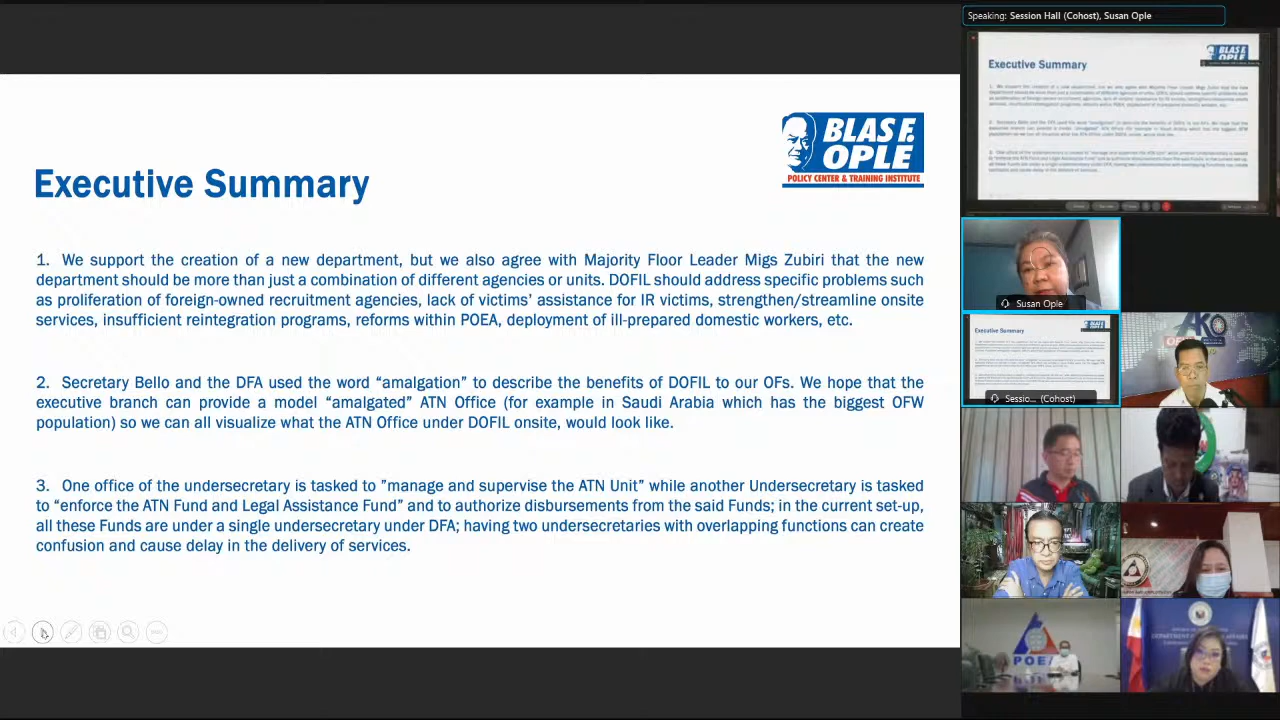 Speaking: Session Hall (Cohost), Susan Ople
BLAS F.
OPLE
POLICY CENTER & TRAINING INSTITUTE
Executive Summary
1. We support the creation of a new department, but we also agree with Majority Floor Leader Migs Zubiri that the new
department should be more than just a combination of different agencies or units. DOFIL should address specific problems such
as proliferation of foreign-owned recruitment agencies, lack of victims’ assistance for IR victims, strengthen/streamline onsite
services, insufficient reintegration programs, reforms within POEA, deployment of ill-prepared domestic workers, etc.
2. Secretary Bello and the DFA used the word “amalgation” to describe the benefits of DOFIL to our OFs. We hope that the
executive branch can provide a model “amalgated” ATN Office (for example in Saudi Arabia which has the biggest OFW
population) so we can all visualize what the ATN Office under DOFIL onsite, would look like.
3. One office of the undersecretary is tasked to ”manage and supervise the ATN Unit” while another Undersecretary is tasked
to “enforce the ATN Fund and Legal Assistance Fund” and to authorize disbursements from the said Funds; in the current set-up,
all these Funds are under a single undersecretary under DFA; having two undersecretaries with overlapping functions can create
confusion and cause delay in the delivery of services.
Executive Summary
BLAS F.
OPLE
Susan Ople
Executive Summary
Sessio... (Cohost)
AKO
OFW
POEA